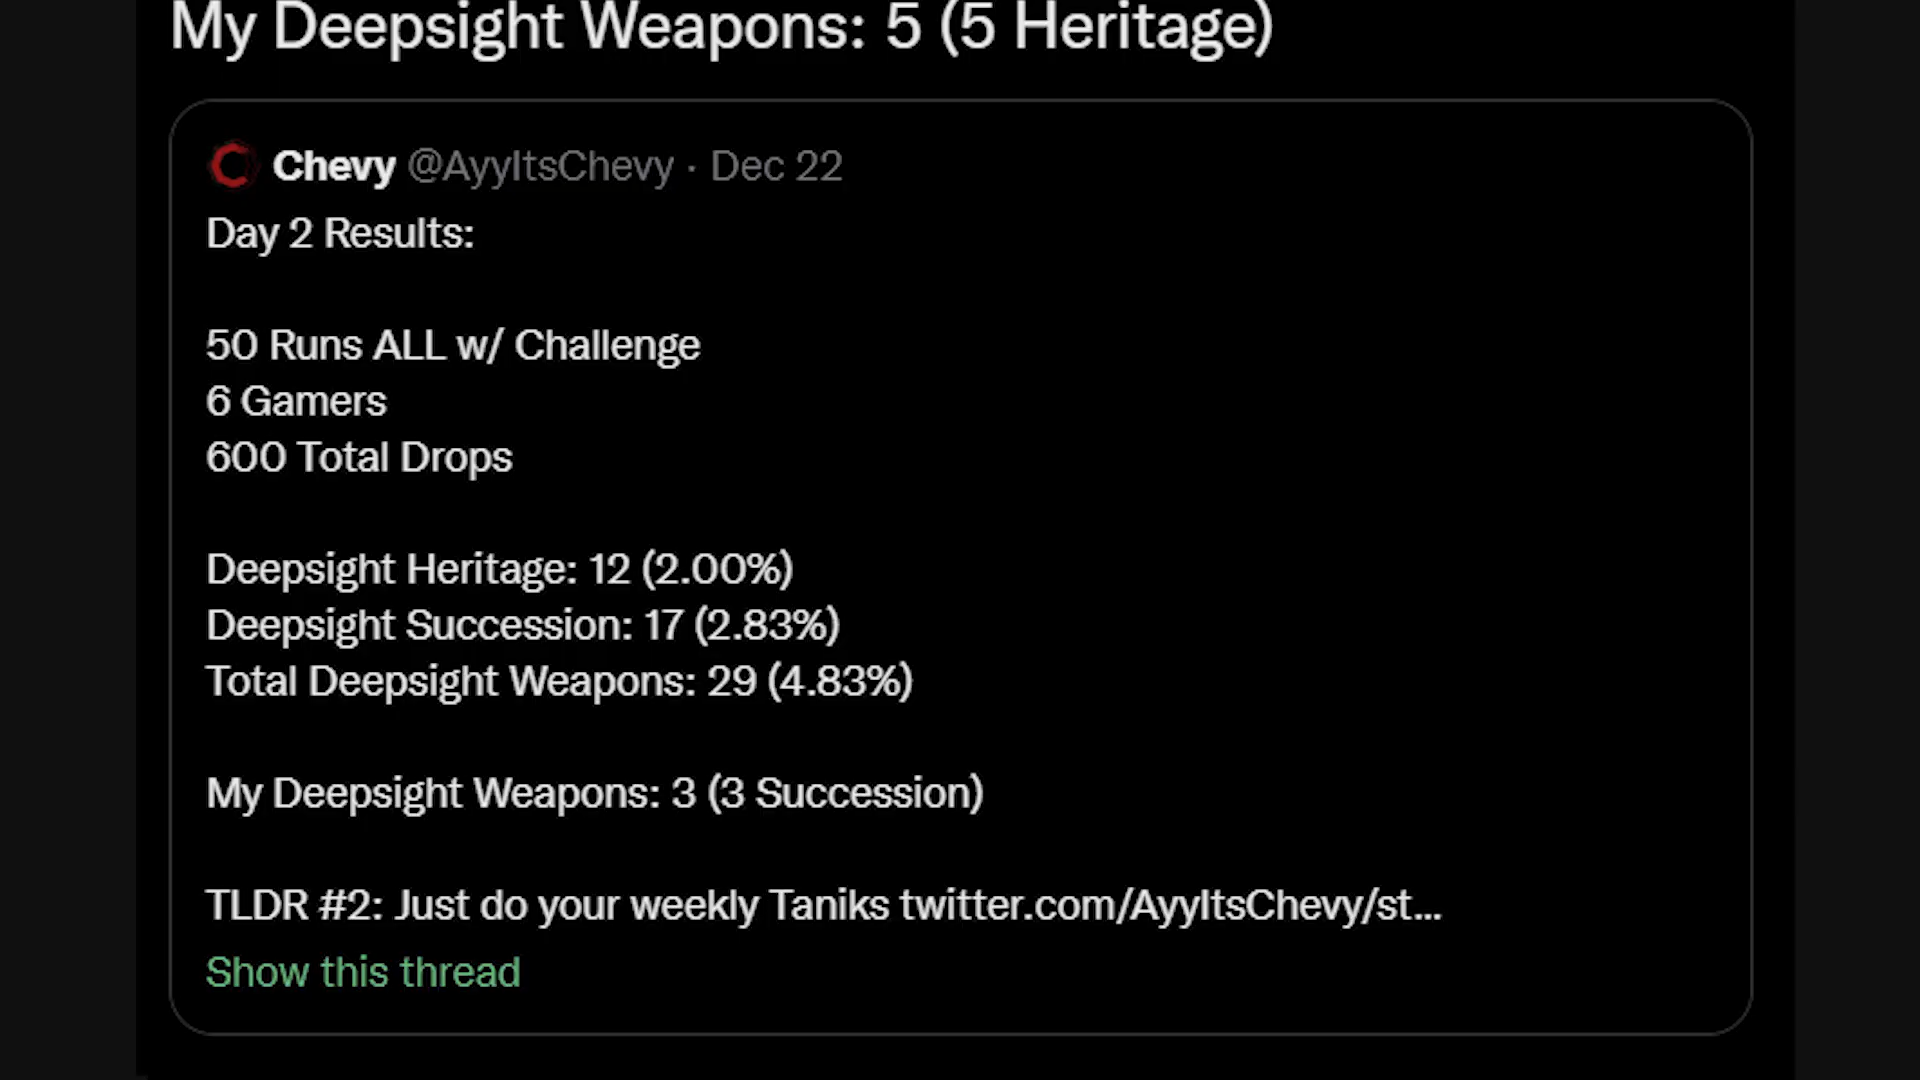 My Deepsight Weapons: 5 (5 Heritage)
Chevy @AyyItsChevy · Dec 22
Day 2 Results:
50 Runs ALL w/ Challenge
6 Gamers
600 Total Drops
Deepsight Heritage: 12 (2.00%)
Deepsight Succession: 17 (2.83%)
Total Deepsight Weapons: 29 (4.83%)
My Deepsight Weapons: 3 (3 Succession)
TLDR #2: Just do your weekly Taniks twitter.com/AyyItsChevy/st...
Show this thread